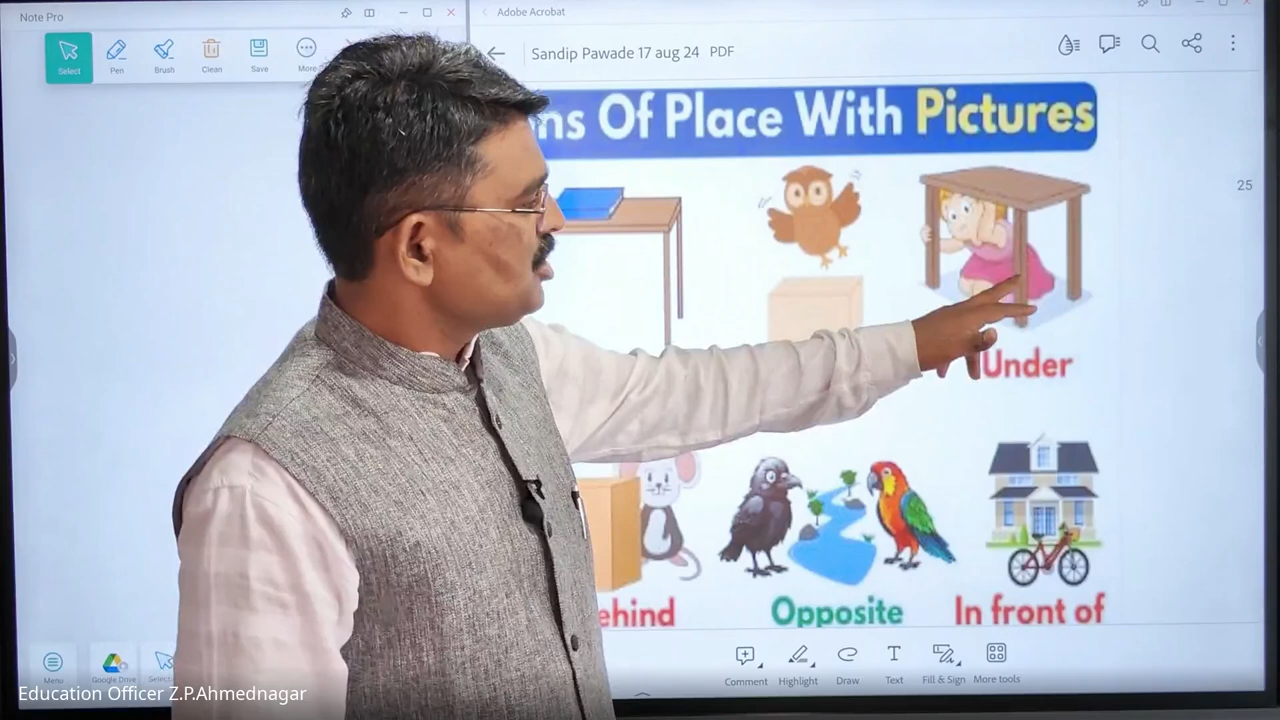 Note Pro
Adobe Acrobat
Select
Pen
Brush
Clean
Save
More
Sandip Pawade 17 aug 24 PDF
ns Of Place With Pictures
25
Under
ehind
Opposite
In front of
Menu
Google Drive
Select
Comment
Highlight
Draw
Text
Fill & Sign
More tools
Education Officer Z.P.Ahmednagar